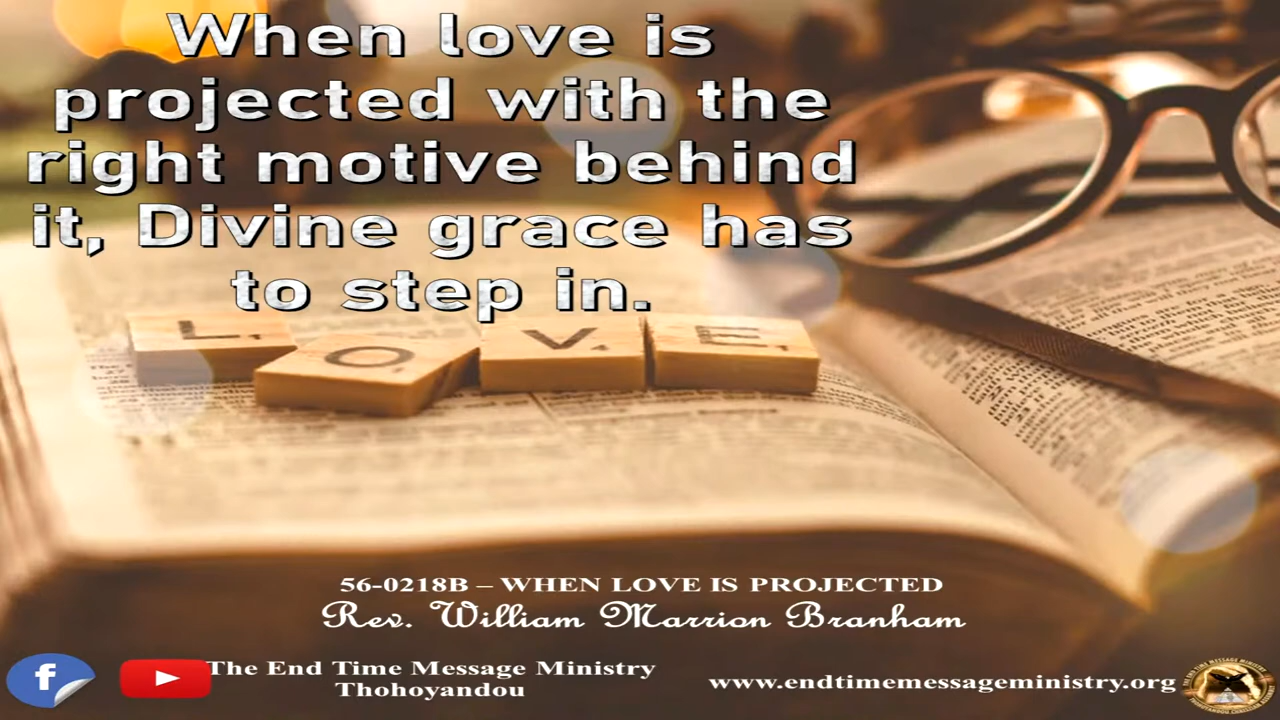 When love is
projected with the
right motive behind
it, Divine grace has
to step in.
L O V E
56-0218B – WHEN LOVE IS PROJECTED
Rev. William Marrion Branham
The End Time Message Ministry
Thohoyandou
www.endtimemessageministry.org